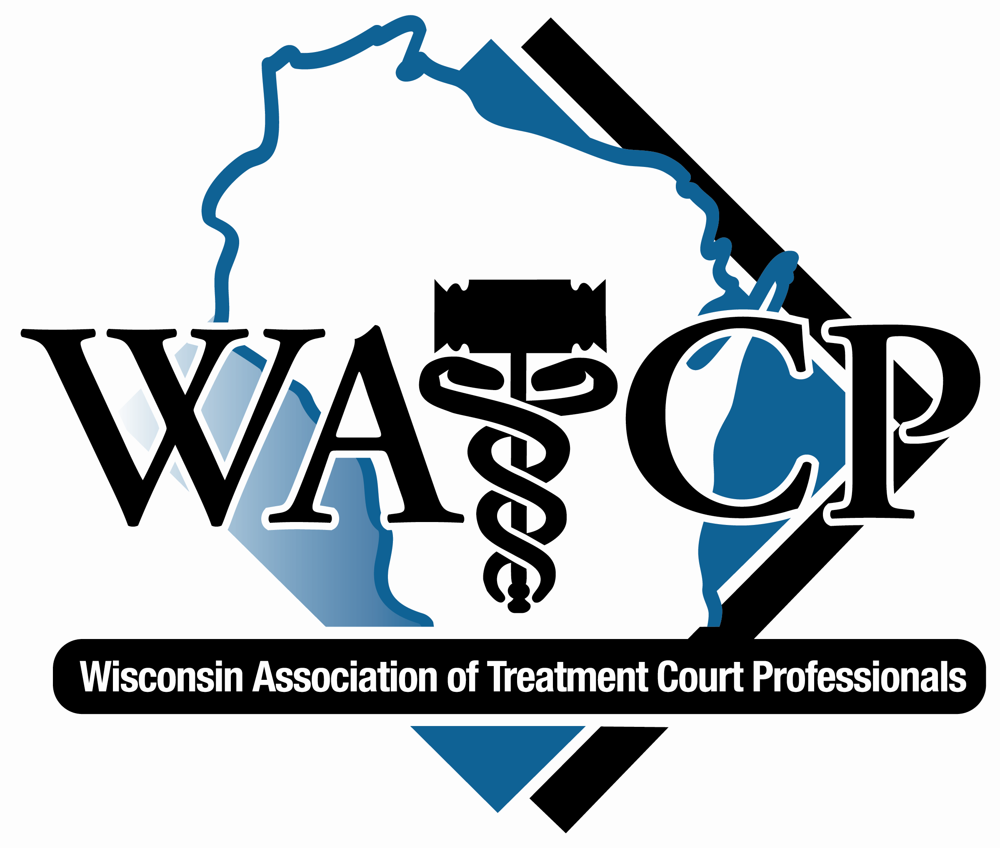 WATCP
Wisconsin Association of Treatment Court Professionals